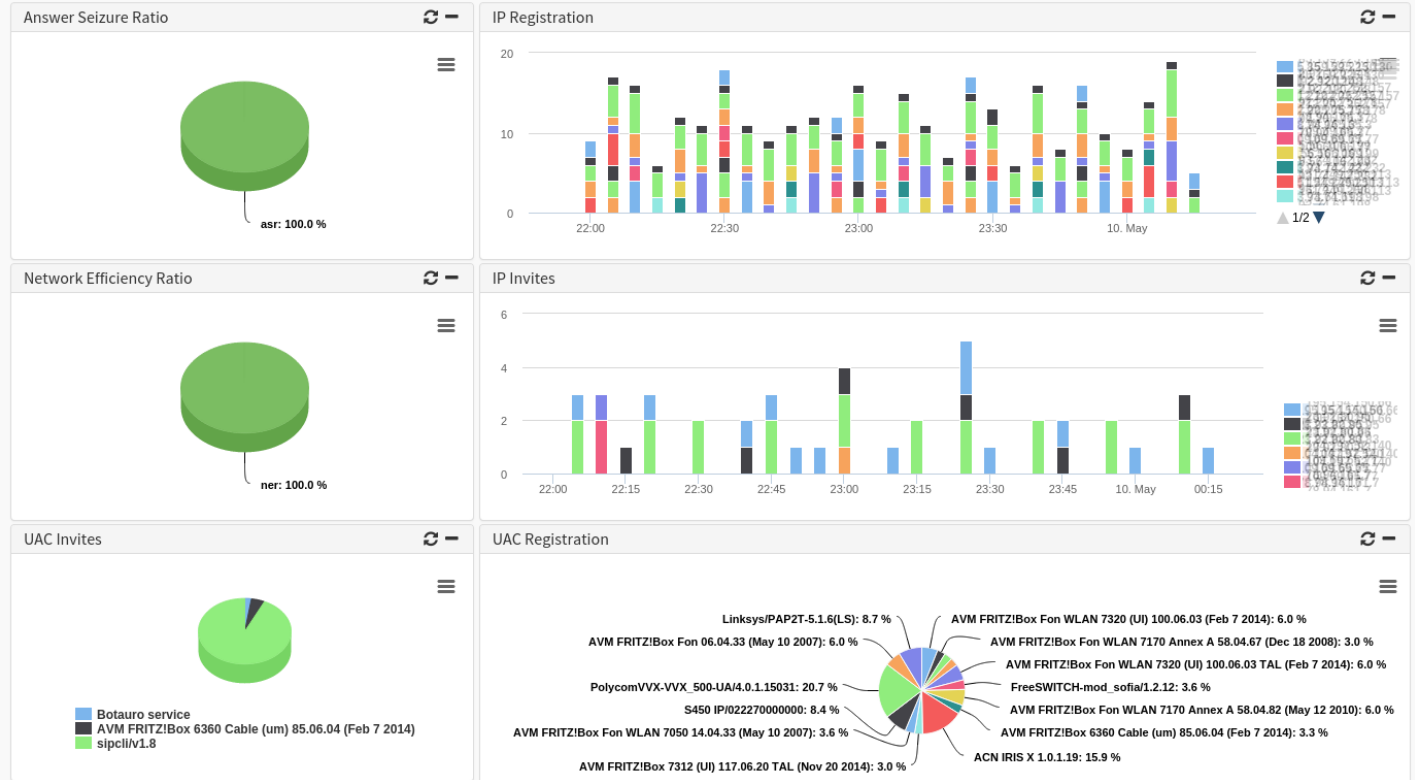 Answer Seizure Ratio
asr: 100.0 %
IP Registration
20
10
0
22:00
22:30
23:00
23:30
10. May
1/2
Network Efficiency Ratio
ner: 100.0 %
IP Invites
6
4
2
0
22:00
22:15
22:30
22:45
23:00
23:15
23:30
23:45
10. May
00:15
UAC Invites
Botauro service
AVM FRITZ!Box 6360 Cable (um) 85.06.04 (Feb 7 2014)
sipcli/v1.8
UAC Registration
Linksys/PAP2T-5.1.6(LS): 8.7 %
AVM FRITZ!Box Fon 06.04.33 (May 10 2007): 6.0 %
PolycomVVX-VVX_500-UA/4.0.1.15031: 20.7 %
S450 IP/022270000000: 8.4 %
AVM FRITZ!Box Fon WLAN 7050 14.04.33 (May 10 2007): 3.6 %
AVM FRITZ!Box 7312 (UI) 117.06.20 TAL (Nov 20 2014): 3.0 %
AVM FRITZ!Box Fon WLAN 7320 (UI) 100.06.03 (Feb 7 2014): 6.0 %
AVM FRITZ!Box Fon WLAN 7170 Annex A 58.04.67 (Dec 18 2008): 3.0 %
AVM FRITZ!Box Fon WLAN 7320 (UI) 100.06.03 TAL (Feb 7 2014): 6.0 %
FreeSWITCH-mod_sofia/1.2.12: 3.6 %
AVM FRITZ!Box Fon WLAN 7170 Annex A 58.04.82 (May 12 2010): 6.0 %
AVM FRITZ!Box 6360 Cable (um) 85.06.04 (Feb 7 2014): 3.3 %
ACN IRIS X 1.0.1.19: 15.9 %